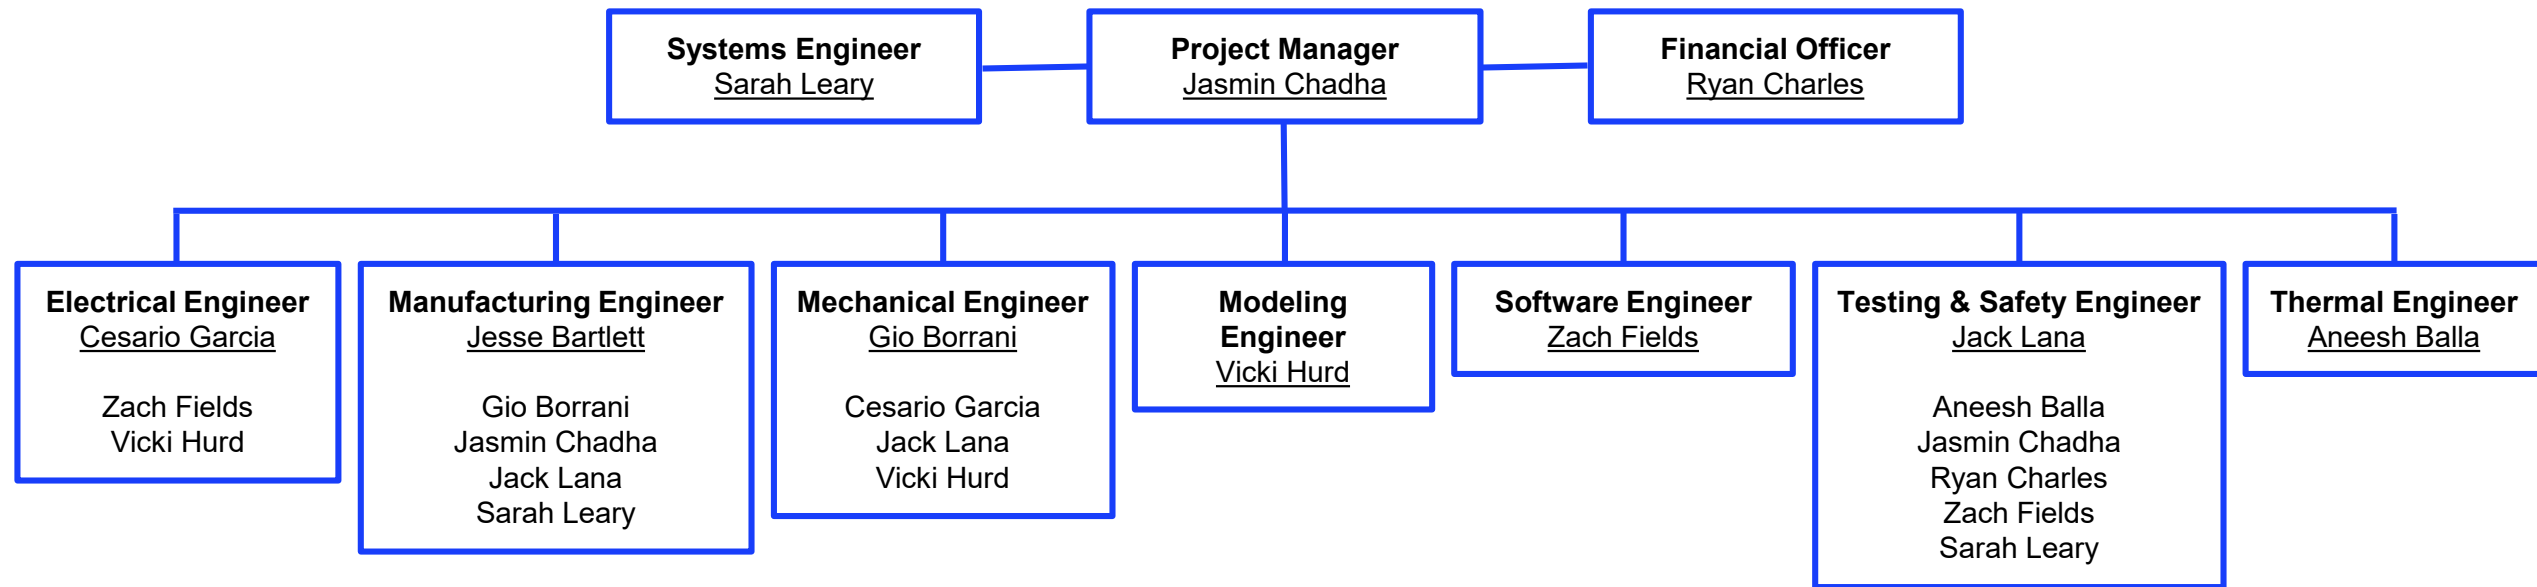 Systems Engineer
Sarah Leary
Project Manager
Jasmin Chadha
Financial Officer
Ryan Charles
Electrical Engineer
Cesario Garcia
Zach Fields
Vicki Hurd
Manufacturing Engineer
Jesse Bartlett
Gio Borrani
Jasmin Chadha
Jack Lana
Sarah Leary
Mechanical Engineer
Gio Borrani
Cesario Garcia
Jack Lana
Vicki Hurd
Modeling
Engineer
Vicki Hurd
Software Engineer
Zach Fields
Testing & Safety Engineer
Jack Lana
Aneesh Balla
Jasmin Chadha
Ryan Charles
Zach Fields
Sarah Leary
Thermal Engineer
Aneesh Balla